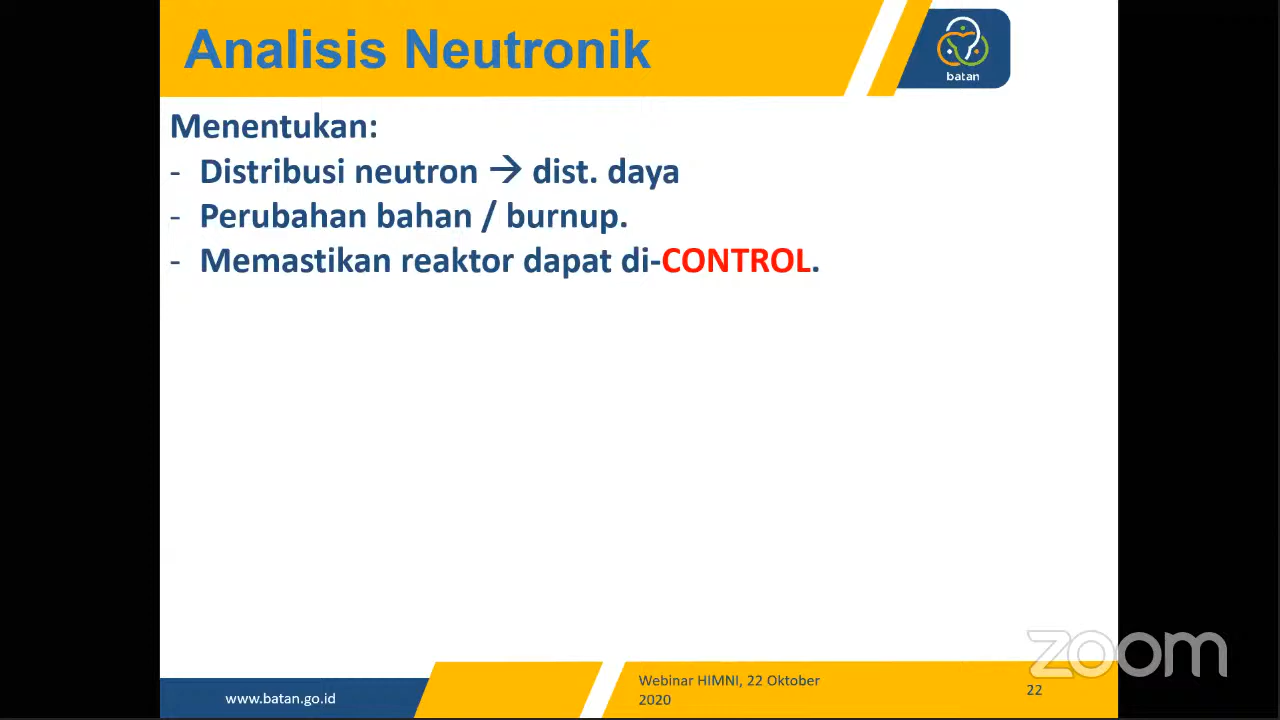 Analisis Neutronik
batan
Menentukan:
- Distribusi neutron → dist. daya
- Perubahan bahan / burnup.
- Memastikan reaktor dapat di-CONTROL.
zoom
www.batan.go.id
Webinar HIMNI, 22 Oktober
2020
22